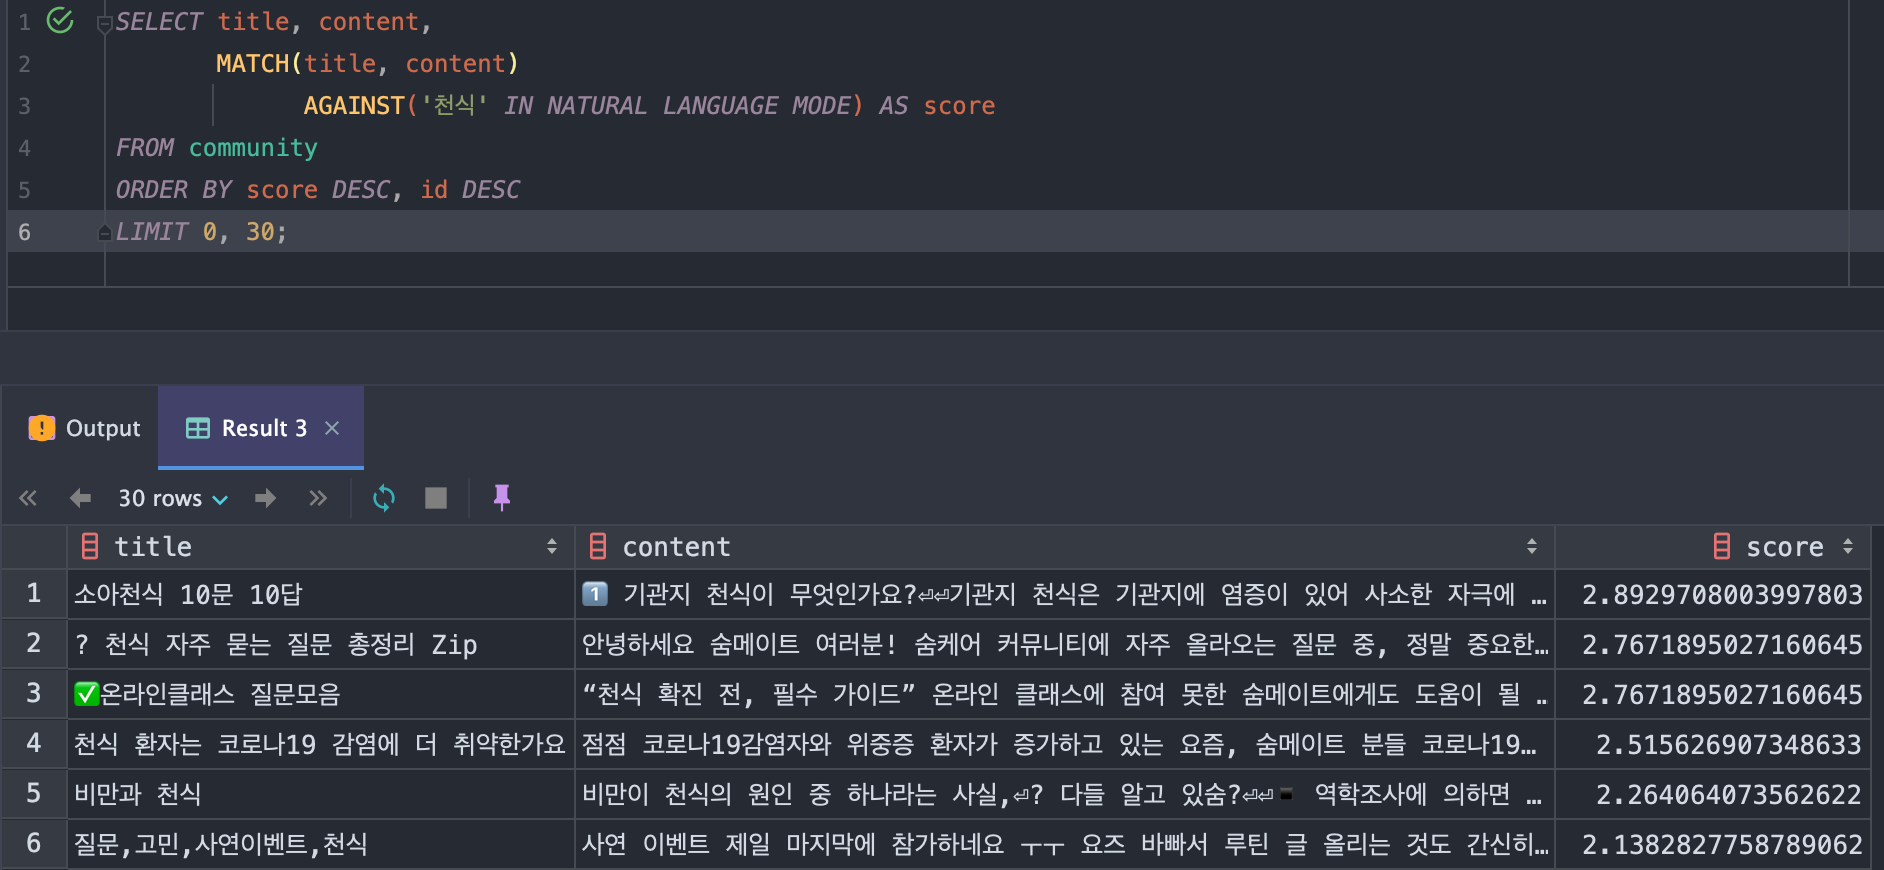 1 SELECT title, content,
2 MATCH(title, content)
3 AGAINST('천식' IN NATURAL LANGUAGE MODE) AS score
4 FROM community
5 ORDER BY score DESC, id DESC
6 LIMIT 0, 30;
Output Result 3
30 rows
title content score
1 소아천식 10문 10답 1️⃣ 기관지 천식이 무엇인가요?⏎⏎기관지 천식은 기관지에 염증이 있어 사소한 자극에 … 2.8929708003997803
2 ? 천식 자주 묻는 질문 총정리 Zip 안녕하세요 숨메이트 여러분! 숨케어 커뮤니티에 자주 올라오는 질문 중, 정말 중요한… 2.7671895027160645
3 ✅온라인클래스 질문모음 “천식 확진 전, 필수 가이드” 온라인 클래스에 참여 못한 숨메이트에게도 도움이 될 … 2.7671895027160645
4 천식 환자는 코로나19 감염에 더 취약한가요 점점 코로나19감염자와 위중증 환자가 증가하고 있는 요즘, 숨메이트 분들 코로나19… 2.515626907348633
5 비만과 천식 비만이 천식의 원인 중 하나라는 사실,⏎? 다들 알고 있숨?⏎⏎▪️ 역학조사에 의하면 … 2.264064073562622
6 질문,고민,사연이벤트,천식 사연 이벤트 제일 마지막에 참가하네요 ㅜㅜ 요즈 바빠서 루틴 글 올리는 것도 간신히… 2.1382827758789062